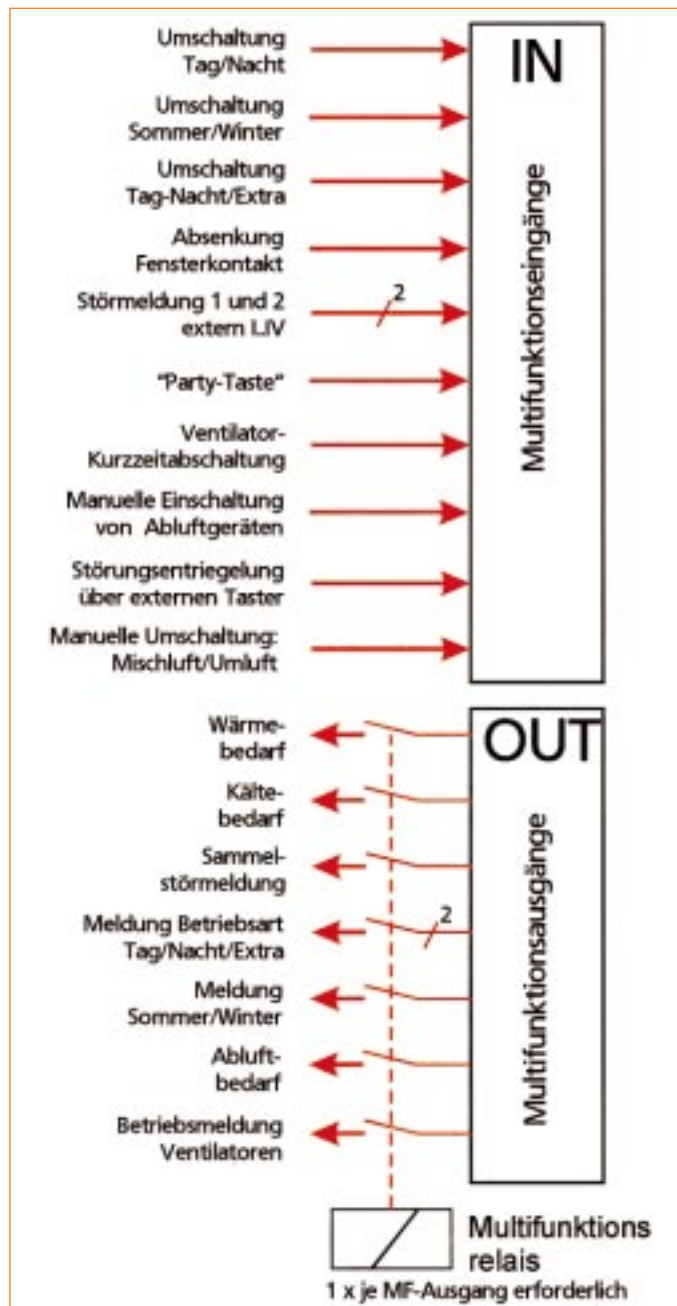 Umschaltung
Tag/Nacht
Umschaltung
Sommer/Winter
Umschaltung
Tag-Nacht/Extra
Absenkung
Fensterkontakt
Störmeldung 1 und 2
extern LIV
2
"Party-Taste"
Ventilator-
Kurzzeitabschaltung
Manuelle Einschaltung
von Abluftgeräten
Störungsentriegelung
über externen Taster
Manuelle Umschaltung:
Mischluft/Umluft
IN
Multifunktionseingänge
Wärme-
bedarf
Kälte-
bedarf
Sammel-
störmeldung
Meldung Betriebsart
Tag/Nacht/Extra
2
Meldung
Sommer/Winter
Abluft-
bedarf
Betriebsmeldung
Ventilatoren
OUT
Multifunktionsausgänge
Multifunktions
relais
1 x je MF-Ausgang erforderlich